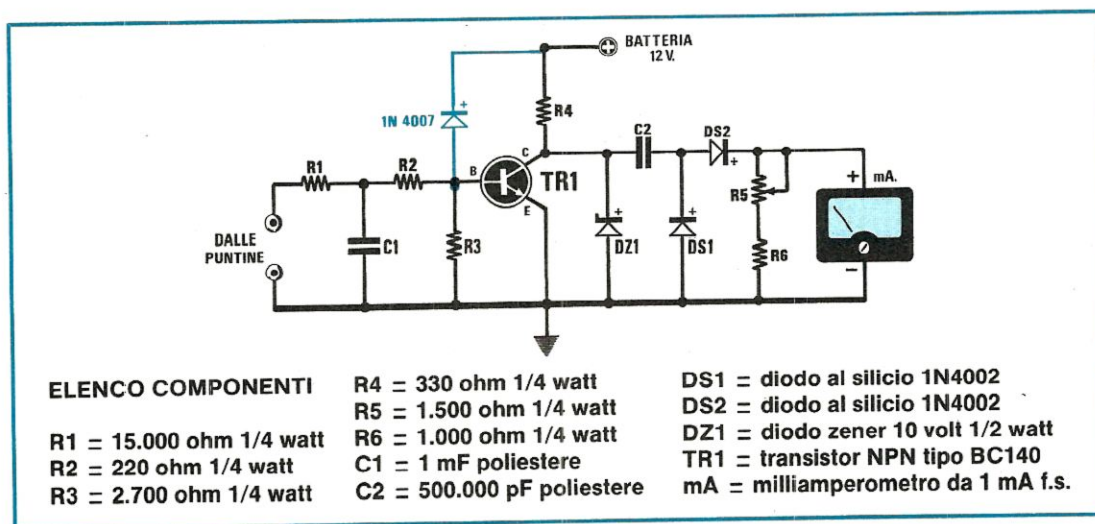 BATTERIA
12 V.
1N 4007
+
R4
C
C2
DS2
+
R1
R2
B
TR1
E
+
mA.
R5
DALLE
PUNTINE
C1
R3
+
DZ1
+
DS1
R6
-
ELENCO COMPONENTI
R1 = 15.000 ohm 1/4 watt
R2 = 220 ohm 1/4 watt
R3 = 2.700 ohm 1/4 watt
R4 = 330 ohm 1/4 watt
R5 = 1.500 ohm 1/4 watt
R6 = 1.000 ohm 1/4 watt
C1 = 1 mF poliestere
C2 = 500.000 pF poliestere
DS1 = diodo al silicio 1N4002
DS2 = diodo al silicio 1N4002
DZ1 = diodo zener 10 volt 1/2 watt
TR1 = transistor NPN tipo BC140
mA = milliamperometro da 1 mA f.s.